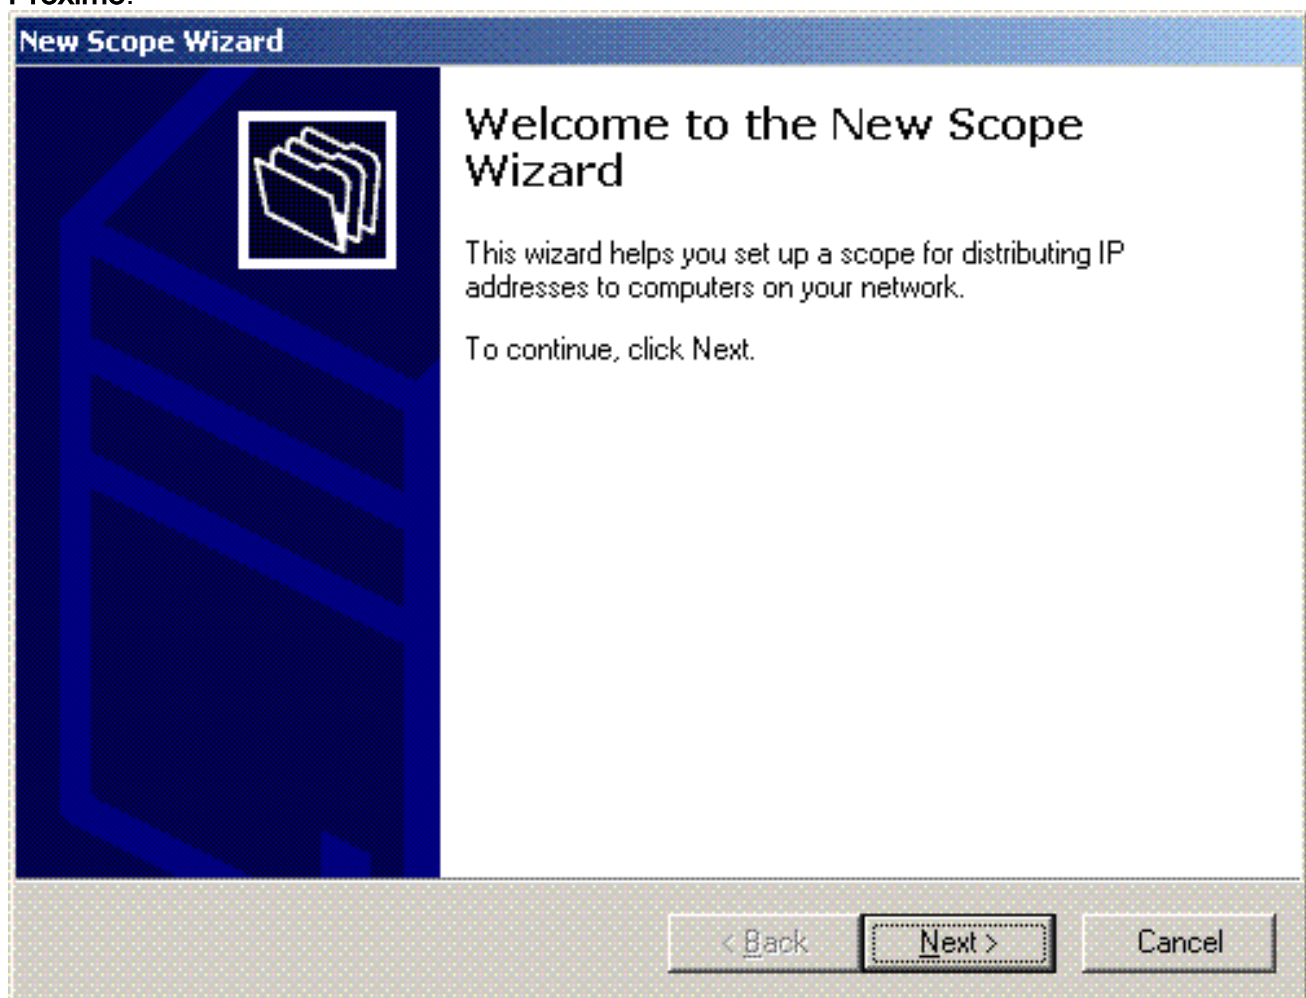 Próximo.
New Scope Wizard
Welcome to the New Scope
Wizard
This wizard helps you set up a scope for distributing IP
addresses to computers on your network.
To continue, click Next.
< Back
Next >
Cancel